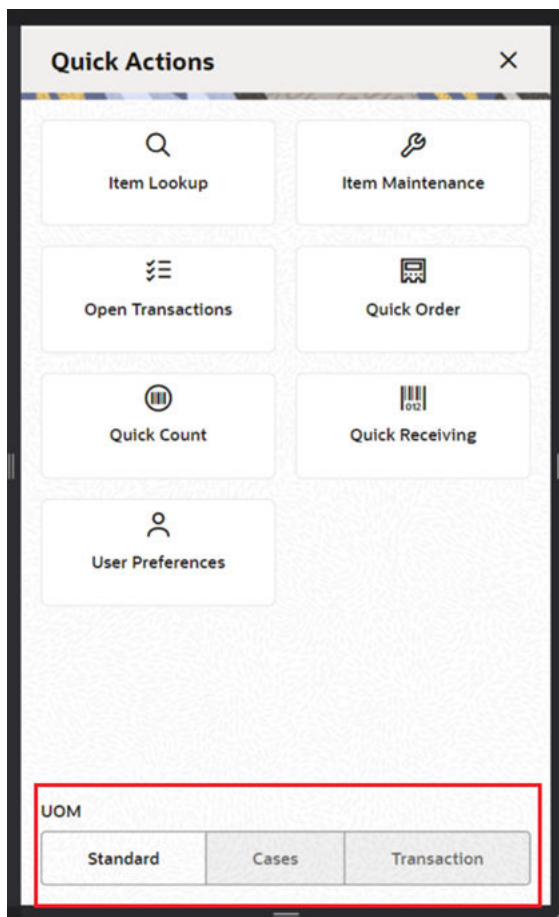 Quick Actions
Item Lookup
Item Maintenance
Open Transactions
Quick Order
Quick Count
012
Quick Receiving
User Preferences
UOM
Standard Cases Transaction